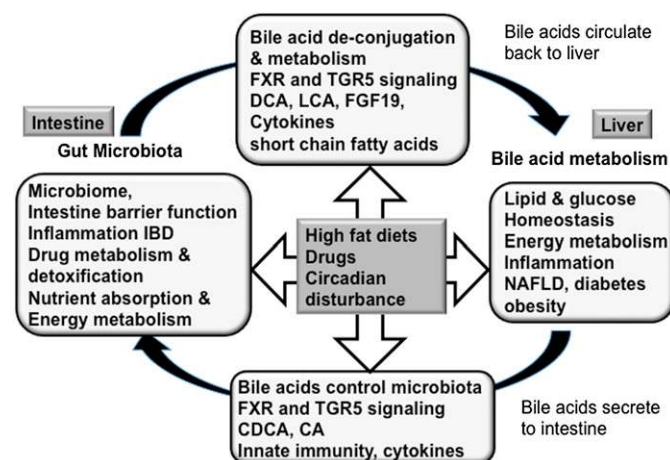 Bile acid de-conjugation
& metabolism
FXR and TGR5 signaling
DCA, LCA, FGF19,
Cytokines
short chain fatty acids
Bile acids circulate
back to liver
Intestine
Gut Microbiota
Liver
Bile acid metabolism
Microbiome,
Intestine barrier function
Inflammation IBD
Drug metabolism &
detoxification
Nutrient absorption &
Energy metabolism
High fat diets
Drugs
Circadian
disturbance
Lipid & glucose
Homeostasis
Energy metabolism
Inflammation
NAFLD, diabetes
obesity
Bile acids control microbiota
FXR and TGR5 signaling
CDCA, CA
Innate immunity, cytokines
Bile acids secrete
to intestine